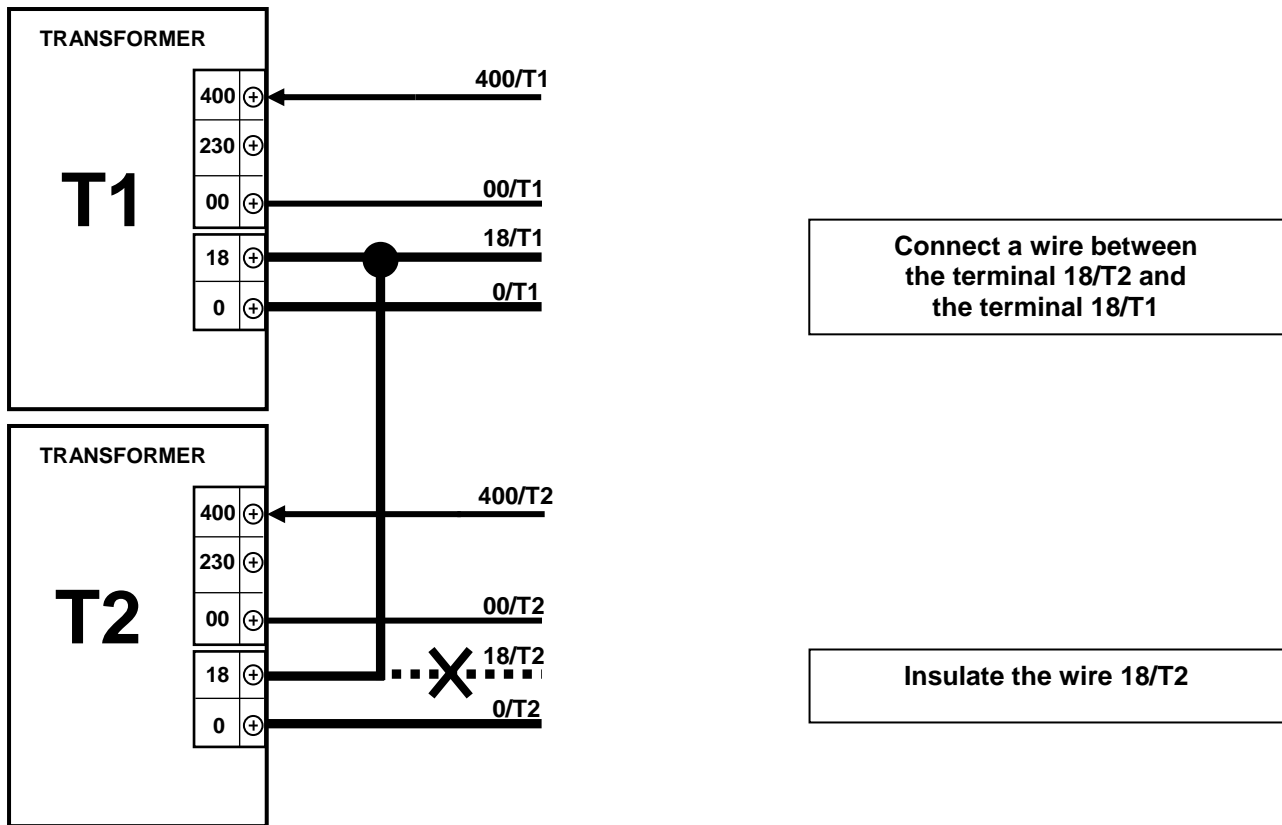 TRANSFORMER
T1
400
230
00
18
0
400/T1
00/T1
18/T1
0/T1
Connect a wire between
the terminal 18/T2 and
the terminal 18/T1
TRANSFORMER
T2
400
230
00
18
0
400/T2
00/T2
18/T2
0/T2
Insulate the wire 18/T2